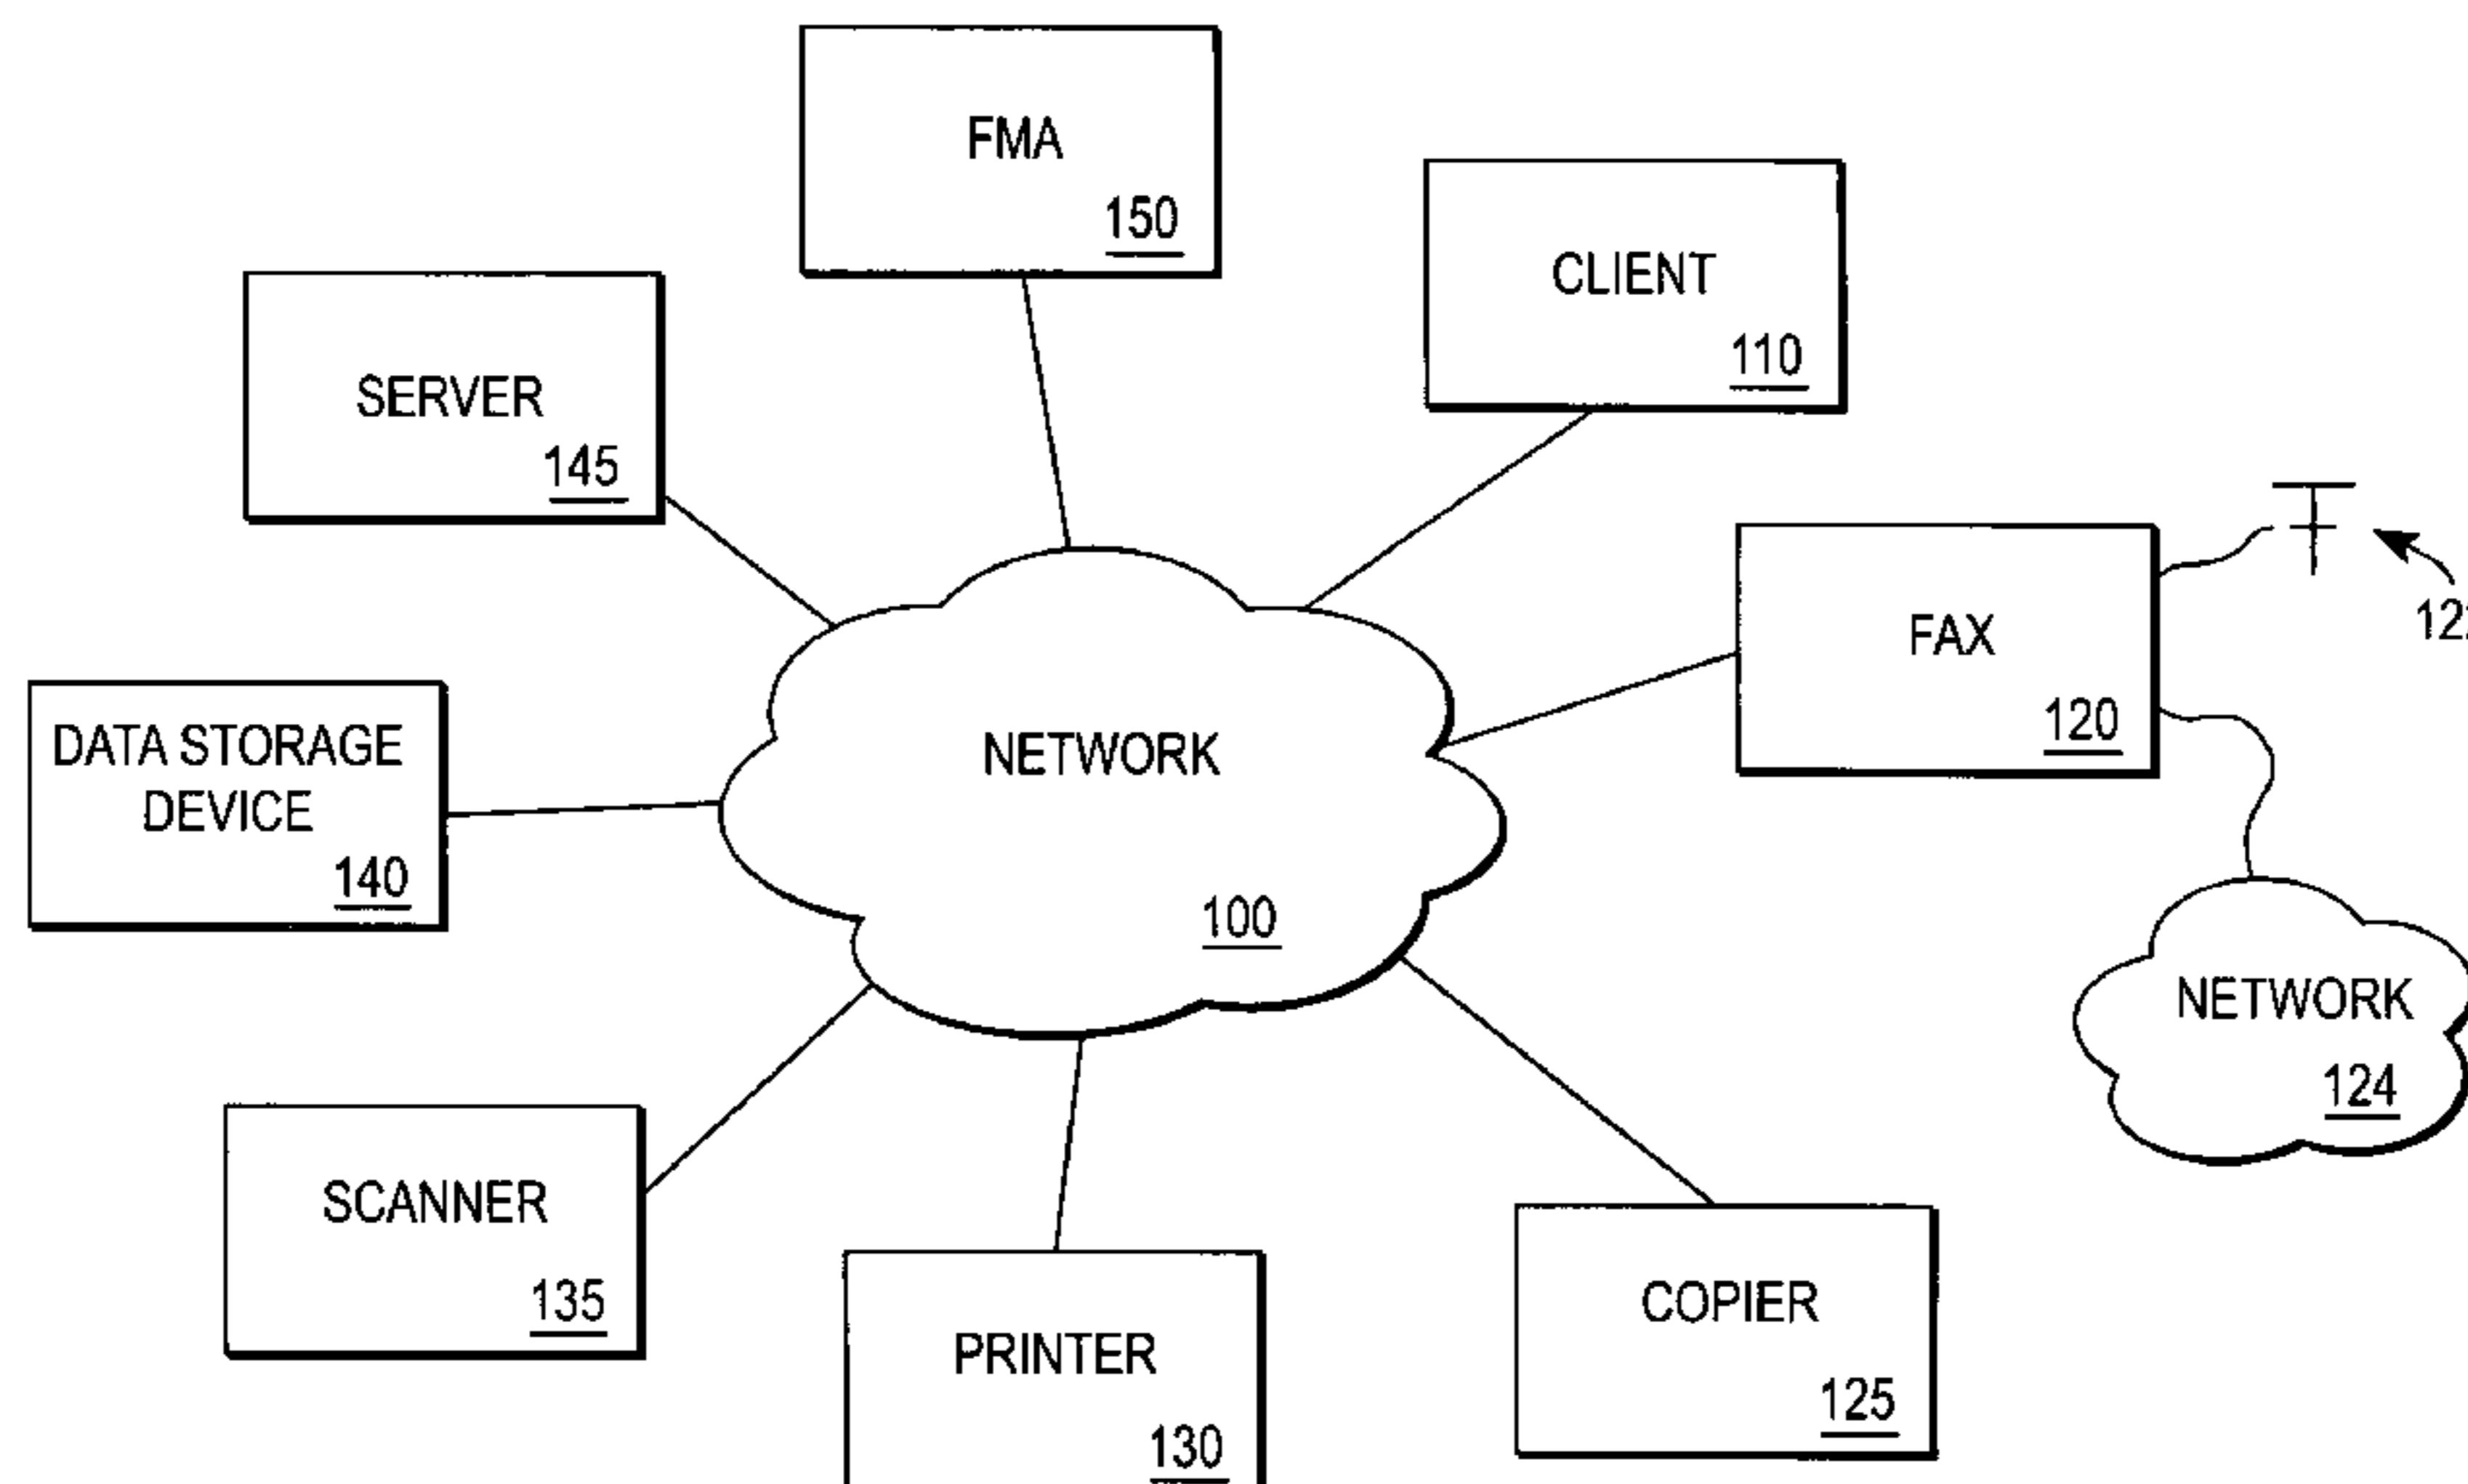 FMA
150
CLIENT
110
SERVER
145
FAX
120
DATA STORAGE
DEVICE
140
NETWORK
100
NETWORK
124
SCANNER
135
PRINTER
130
COPIER
125